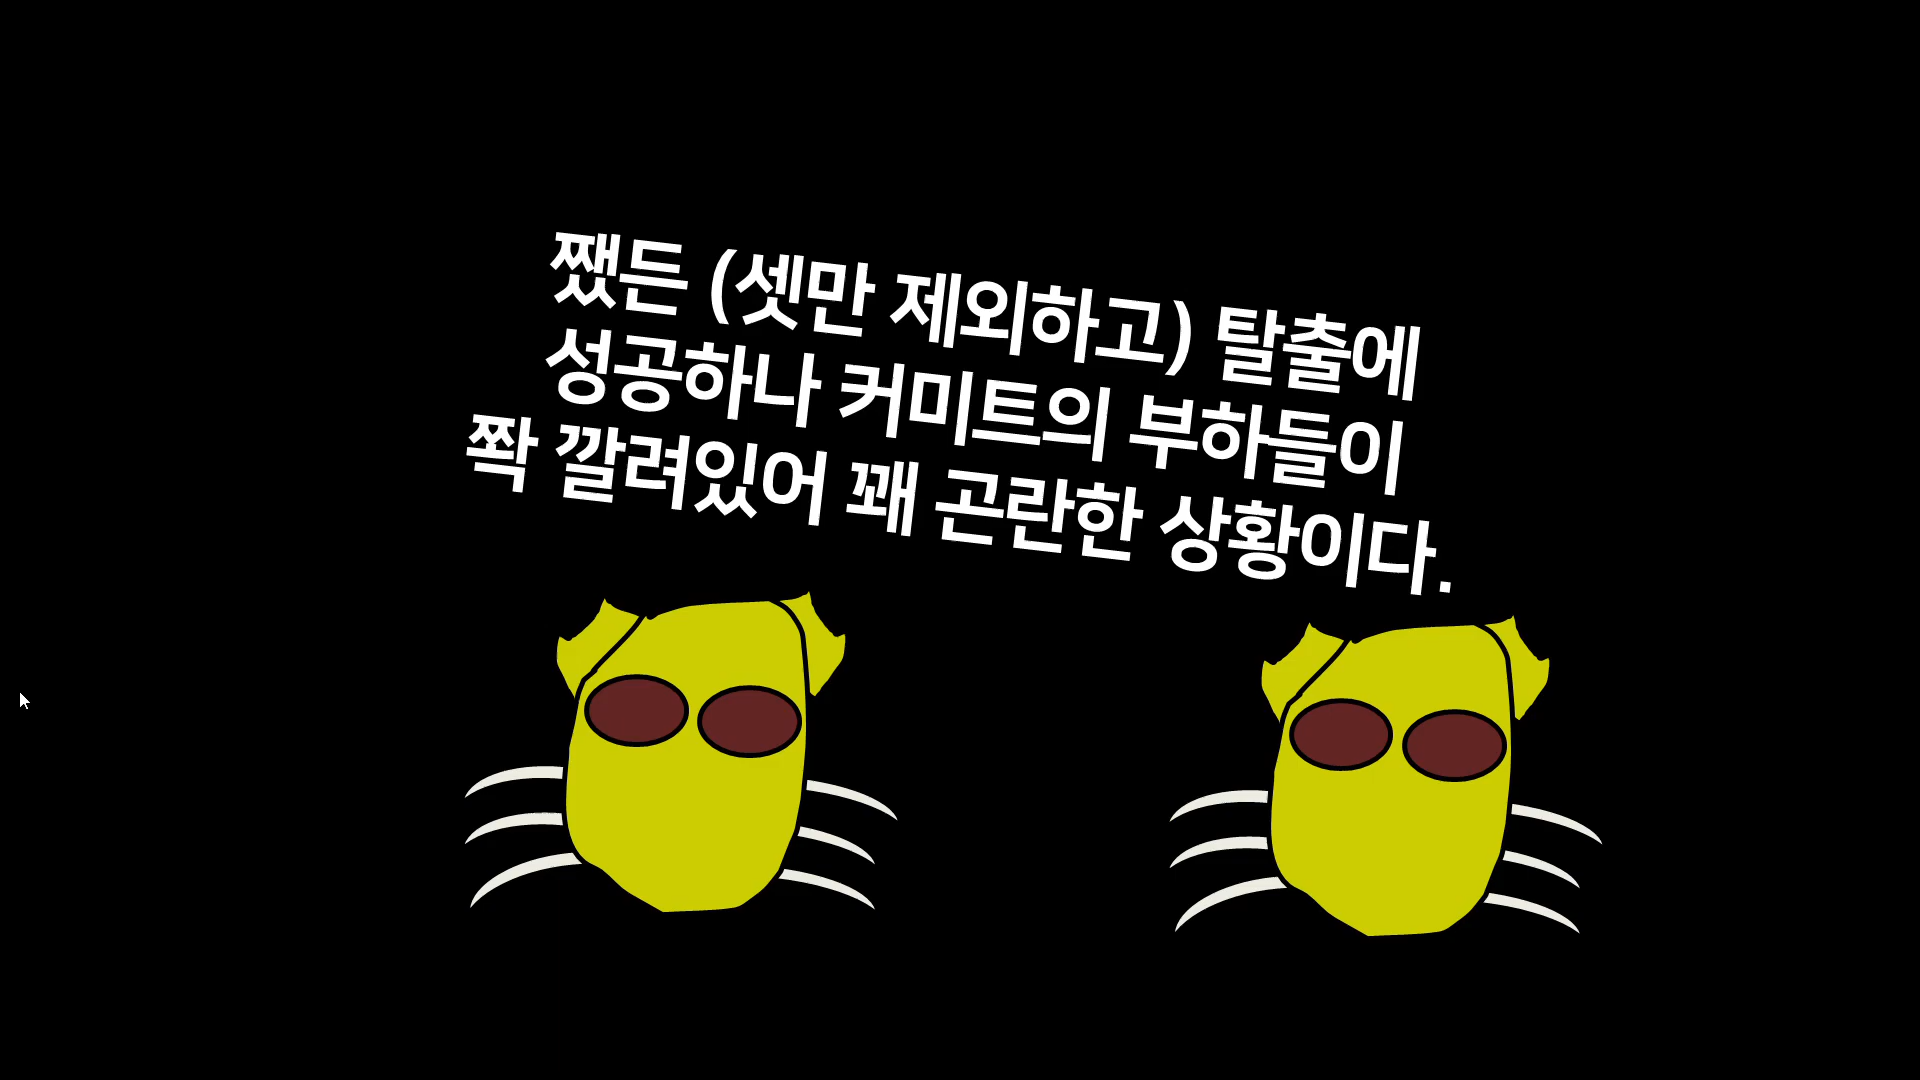 쨌든 (셋만 제외하고) 탈출에
성공하나 커미트의 부하들이
쫙 깔려있어 꽤 곤란한 상황이다.